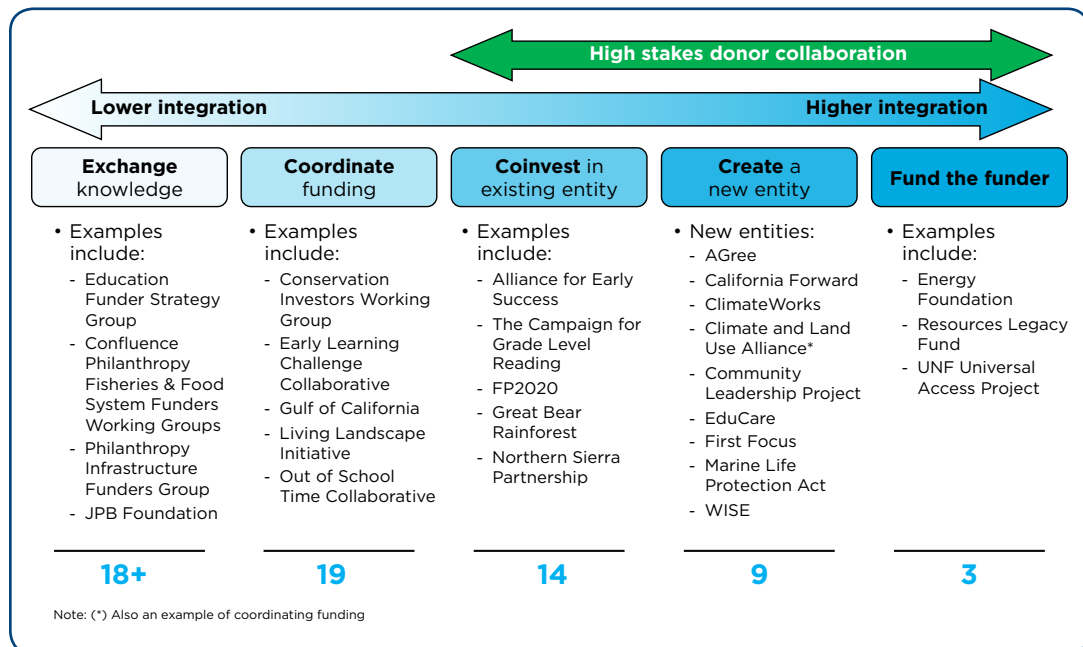 High stakes donor collaboration
Lower integration
Higher integration
Exchange
knowledge
• Examples
include:
- Education
Funder Strategy
Group
- Confluence
Philanthropy
Fisheries & Food
System Funders
Working Groups
- Philanthropy
Infrastructure
Funders Group
- JPB Foundation
18+
Coordinate
funding
• Examples
include:
- Conservation
Investors Working
Group
- Early Learning
Challenge
Collaborative
- Gulf of California
- Living Landscape
Initiative
- Out of School
Time Collaborative
19
Coinvest in
existing entity
• Examples
include:
- Alliance for Early
Success
- The Campaign for
Grade Level
Reading
- FP2020
- Great Bear
Rainforest
- Northern Sierra
Partnership
14
Create a
new entity
• New entities:
- AGree
- California Forward
- ClimateWorks
- Climate and Land
Use Alliance*
- Community
Leadership Project
- EduCare
- First Focus
- Marine Life
Protection Act
- WISE
9
Fund the funder
• Examples
include:
- Energy
Foundation
- Resources Legacy
Fund
- UNF Universal
Access Project
3
Note: (*) Also an example of coordinating funding